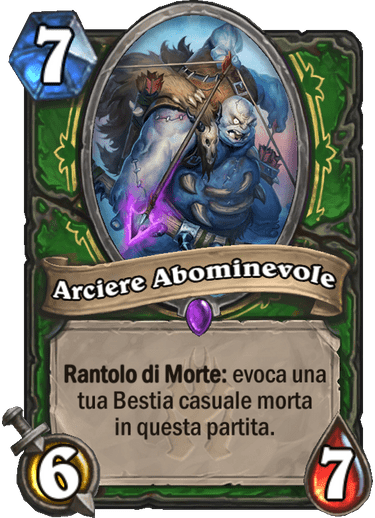 7
Arciere Abominevole
Rantolo di Morte: evoca una
tua Bestia casuale morta
in questa partita.
6
7